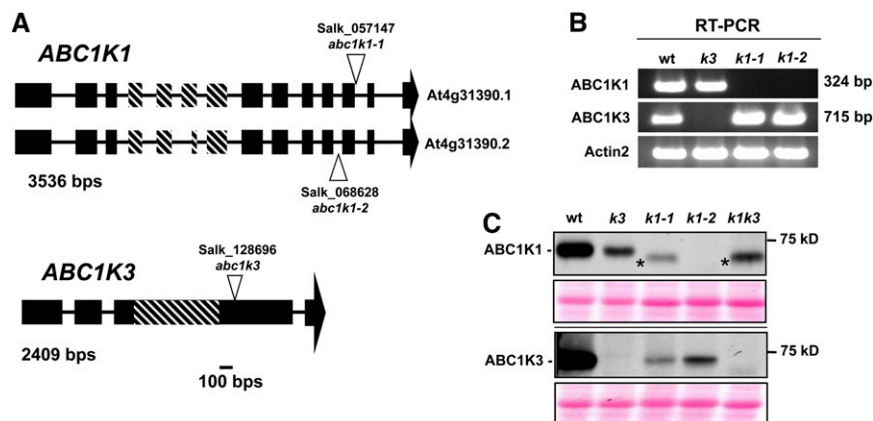 A
ABC1K1
Salk_057147
abc1k1-1
At4g31390.1
At4g31390.2
3536 bps
Salk_068628
abc1k1-2
ABC1K3
Salk_128696
abc1k3
2409 bps
100 bps
B
RT-PCR
wt k3 k1-1 k1-2
ABC1K1 324 bp
ABC1K3 715 bp
Actin2
C
wt k3 k1-1 k1-2 k1k3
ABC1K1 - * * - 75 kD
ABC1K3 - - 75 kD